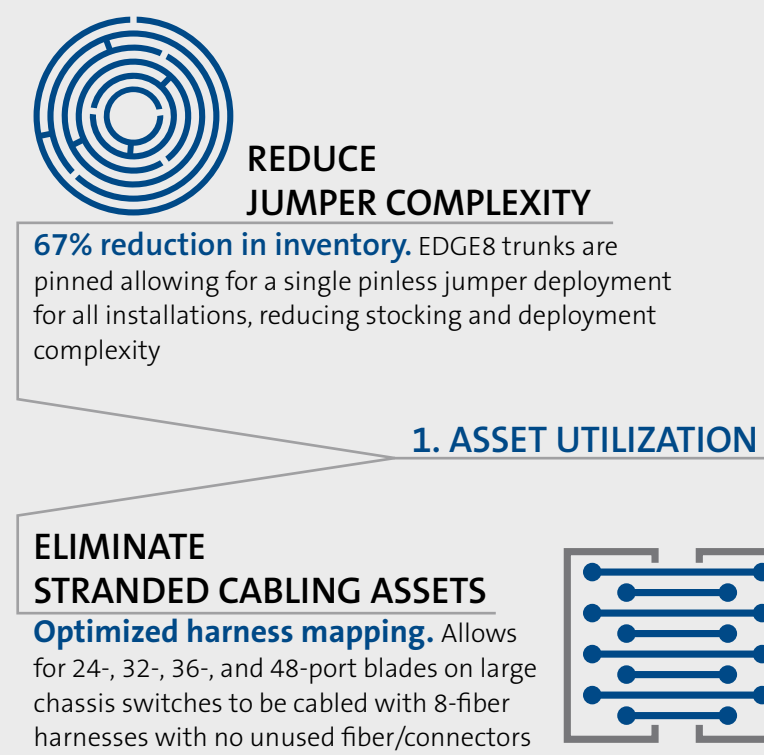 REDUCE
JUMPER COMPLEXITY
67% reduction in inventory. EDGE8 trunks are
pinned allowing for a single pinless jumper deployment
for all installations, reducing stocking and deployment
complexity
1. ASSET UTILIZATION
ELIMINATE
STRANDED CABLING ASSETS
Optimized harness mapping. Allows
for 24-, 32-, 36-, and 48-port blades on large
chassis switches to be cabled with 8-fiber
harnesses with no unused fiber/connectors